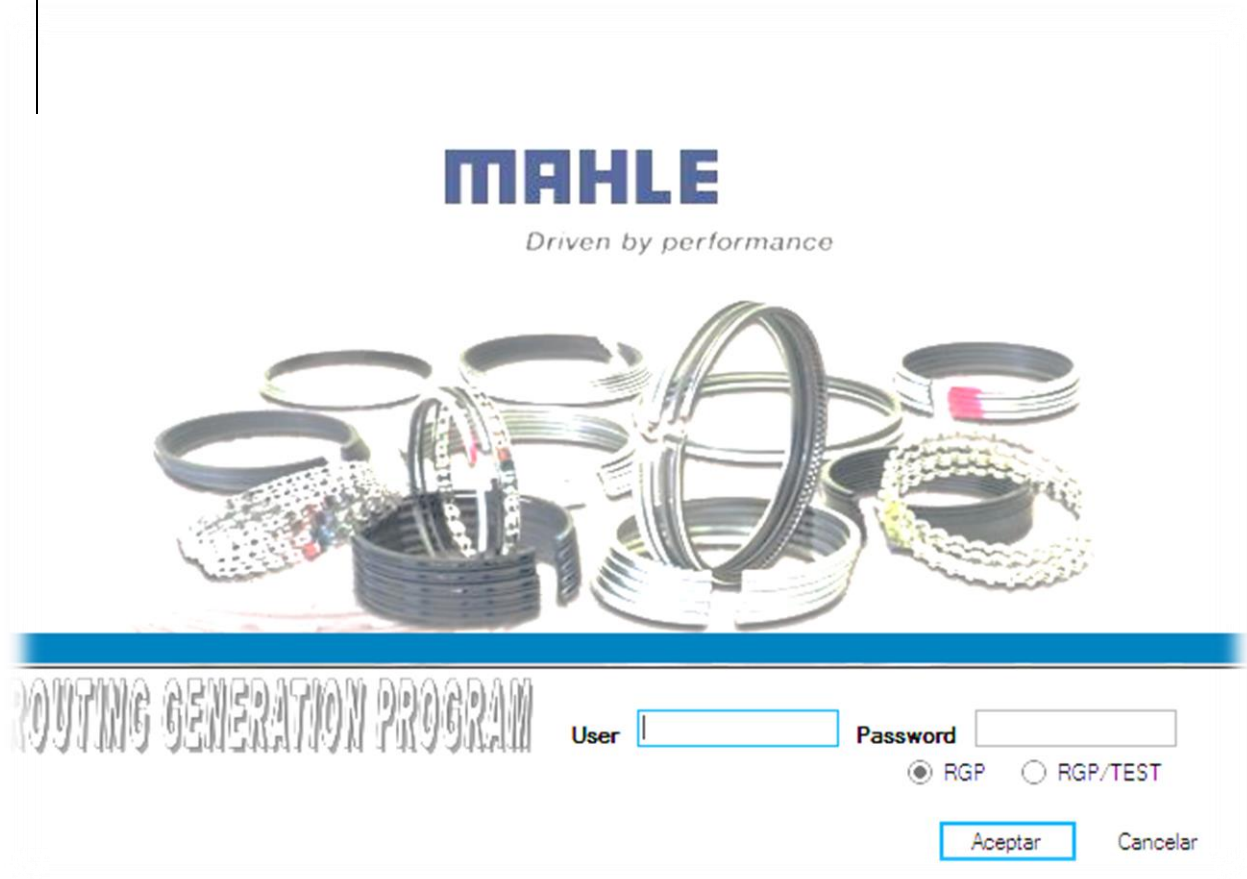 MAHLE
Driven by performance
ROUTING GENERATION PROGRAM
User Password
RGP RGP/TEST
Aceptar Cancelar